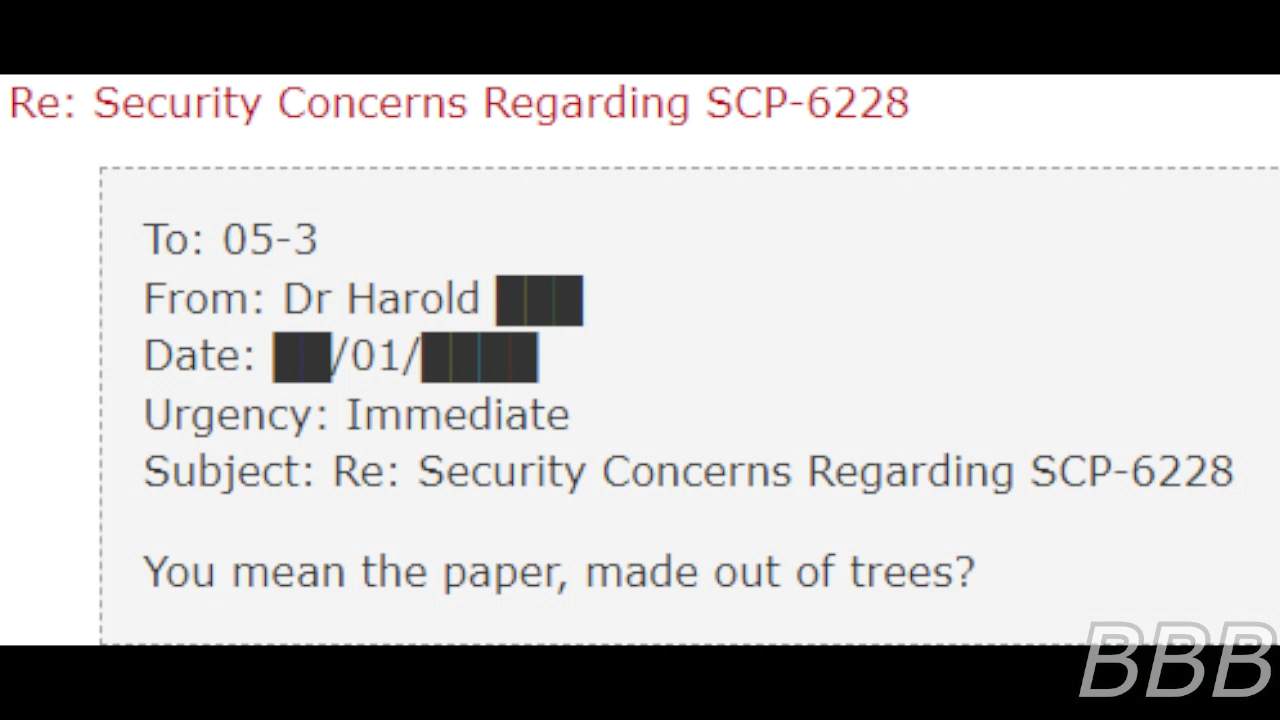 Re: Security Concerns Regarding SCP-6228
To: 05-3
From: Dr Harold ███
Date: ██/01/████
Urgency: Immediate
Subject: Re: Security Concerns Regarding SCP-6228
You mean the paper, made out of trees?
BBB